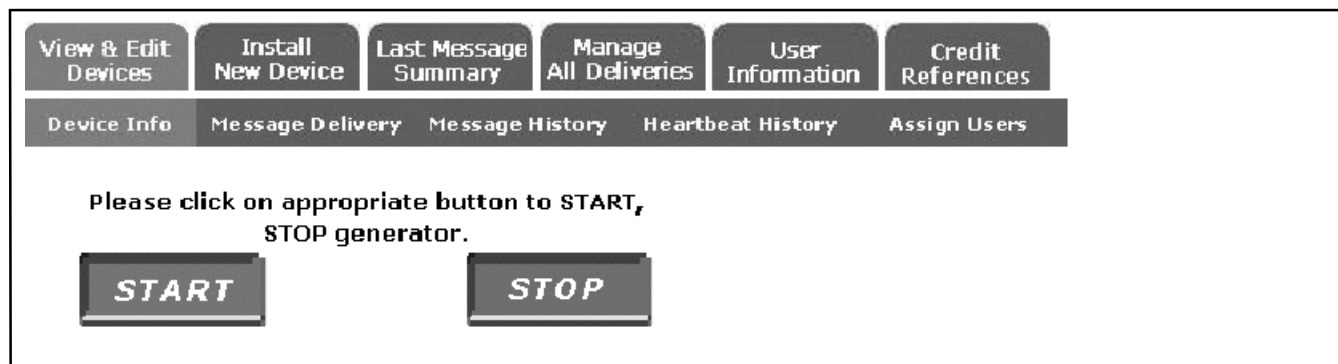 View & Edit Devices
Install New Device
Last Message Summary
Manage All Deliveries
User Information
Credit References
Device Info
Message Delivery
Message History
Heartbeat History
Assign Users
Please click on appropriate button to START,
STOP generator.
START
STOP